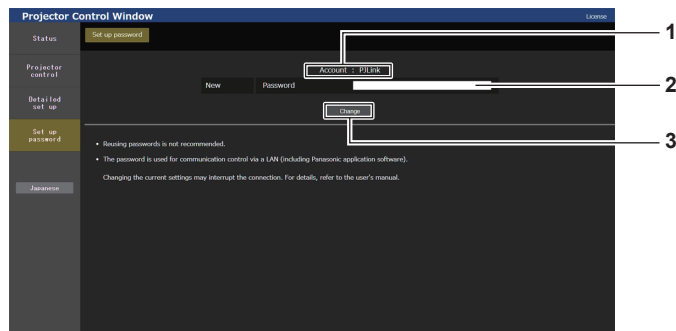 Projector Control Window
License
Status
Set up password
1
Projector
control
Account : PJLink
New Password
2
Detailed
set up
Change
Set up
password
3
• Reusing passwords is not recommended.
• The password is used for communication control via a LAN (including Panasonic application software).
Changing the current settings may interrupt the connection. For details, refer to the user's manual.
Japanese